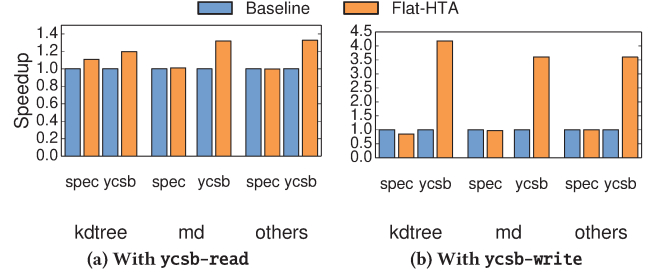 Baseline Flat-HTA
Speedup
1.4
1.2
1.0
0.8
0.6
0.4
0.2
0.0
spec ycsb spec ycsb spec ycsb
kdtree md others
(a) With ycsb-read
4.5
4.0
3.5
3.0
2.5
2.0
1.5
1.0
0.5
0.0
spec ycsb spec ycsb spec ycsb
kdtree md others
(b) With ycsb-write